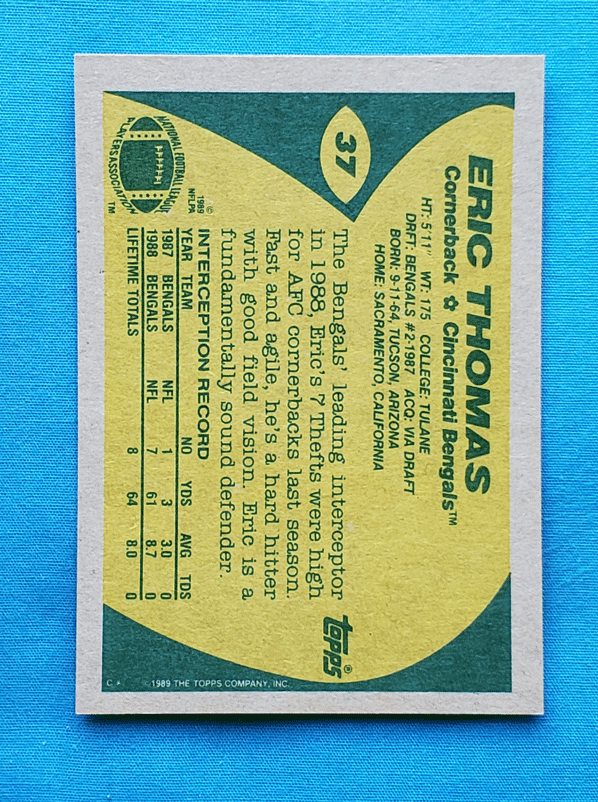 37
ERIC THOMAS
Cornerback ✩ Cincinnati Bengals™
HT: 5'11" WT: 175 COLLEGE: TULANE
DRFT: BENGALS #2-1987 ACQ: VIA DRAFT
BORN: 9-11-64, TUCSON, ARIZONA
HOME: SACRAMENTO, CALIFORNIA
The Bengals' leading interceptor
in 1988, Eric's 7 Thefts were high
for AFC cornerbacks last season.
Fast and agile, he's a hard hitter
with good field vision. Eric is a
fundamentally sound defender.
topps®
NATIONAL FOOTBALL LEAGUE
PLAYERS ASSOCIATION
™
©
1989
NFLPA
INTERCEPTION RECORD
YEAR TEAM NO YDS AVG TDS
1987 BENGALS NFL 1 3 3.0 0
1988 BENGALS NFL 7 61 8.7 0
LIFETIME TOTALS 8 64 8.0 0
C* ©1989 THE TOPPS COMPANY, INC.